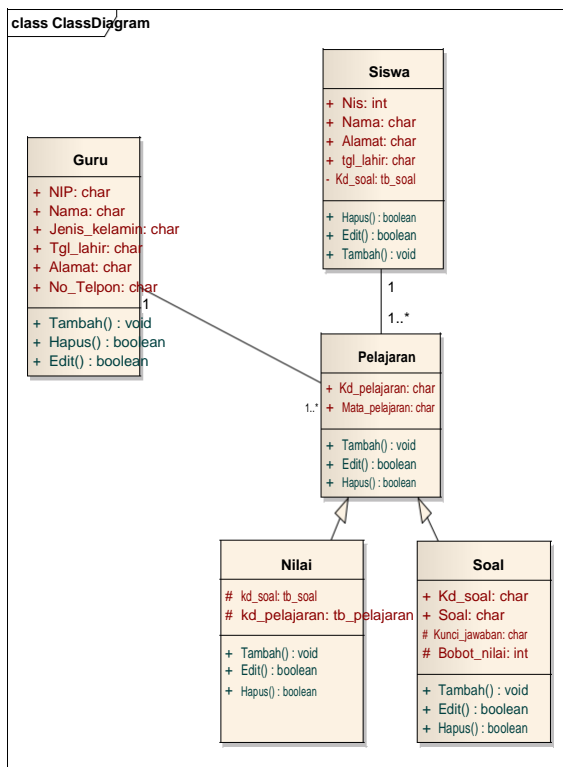 class ClassDiagram
Siswa
+ Nis: int
+ Nama: char
+ Alamat: char
+ tgl_lahir: char
- Kd_soal: tb_soal
+ Hapus() : boolean
+ Edit() : boolean
+ Tambah() : void
Guru
+ NIP: char
+ Nama: char
+ Jenis_kelamin: char
+ Tgl_lahir: char
+ Alamat: char
+ No_Telpon: char
+ Tambah() : void
+ Hapus() : boolean
+ Edit() : boolean
1
1
1..*
1..*
Pelajaran
+ Kd_pelajaran: char
+ Mata_pelajaran: char
+ Tambah() : void
+ Edit() : boolean
+ Hapus() : boolean
Nilai
# kd_soal: tb_soal
# kd_pelajaran: tb_pelajaran
+ Tambah() : void
+ Edit() : boolean
+ Hapus() : boolean
Soal
+ Kd_soal: char
+ Soal: char
# Kunci_jawaban: char
# Bobot_nilai: int
+ Tambah() : void
+ Edit() : boolean
+ Hapus() : boolean